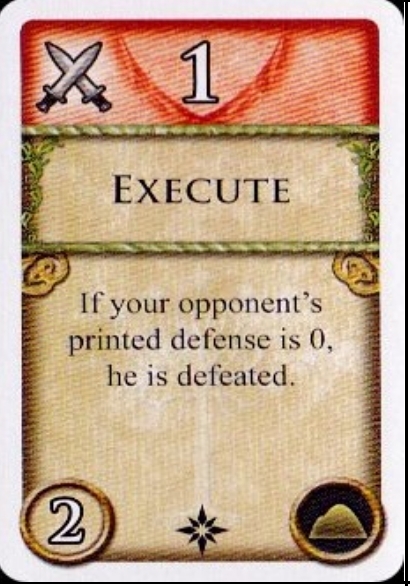 1
EXECUTE
If your opponent's
printed defense is 0,
he is defeated.
2